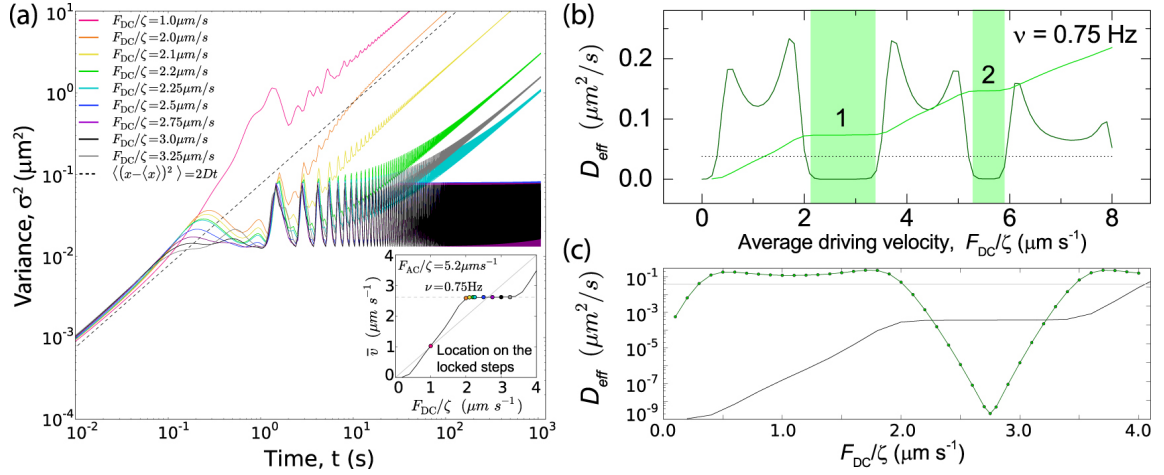 (a)
F_DC/ζ=1.0μm/s
F_DC/ζ=2.0μm/s
F_DC/ζ=2.1μm/s
F_DC/ζ=2.2μm/s
F_DC/ζ=2.25μm/s
F_DC/ζ=2.5μm/s
F_DC/ζ=2.75μm/s
F_DC/ζ=3.0μm/s
F_DC/ζ=3.25μm/s
⟨(x−⟨x⟩)² ⟩=2Dt
Variance, σ² (μm²)
10¹
10⁰
10⁻¹
10⁻²
10⁻³
10⁻⁴
10⁻² 10⁻¹ 10⁰ 10¹ 10² 10³
Time, t (s)
F_AC/ζ=5.2μms⁻¹
ν=0.75Hz
Location on the
locked steps
v̄ (μm s⁻¹)
4
3
2
1
0
0 1 2 3 4
F_DC/ζ (μm s⁻¹)
(b)
ν = 0.75 Hz
1
2
D_eff (μm²/s)
0.2
0.1
0.0
0 2 4 6 8
Average driving velocity, F_DC/ζ (μm s⁻¹)
(c)
D_eff (μm²/s)
10⁻¹
10⁻³
10⁻⁵
10⁻⁷
10⁻⁹
0.0 1.0 2.0 3.0 4.0
F_DC/ζ (μm s⁻¹)